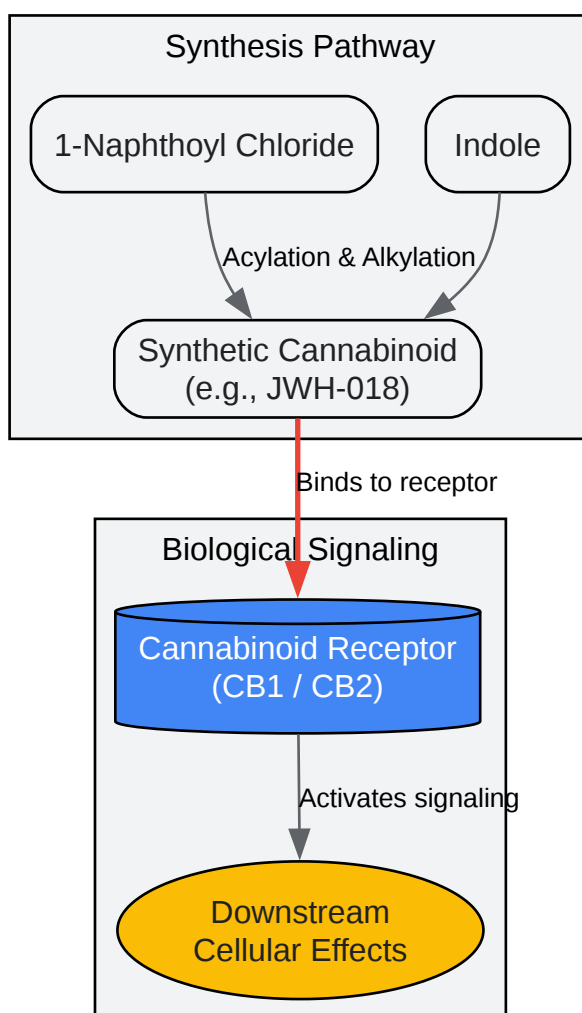 Synthesis Pathway
1-Naphthoyl Chloride
Indole
Acylation & Alkylation
Synthetic Cannabinoid
(e.g., JWH-018)
Binds to receptor
Biological Signaling
Cannabinoid Receptor
(CB1 / CB2)
Activates signaling
Downstream
Cellular Effects